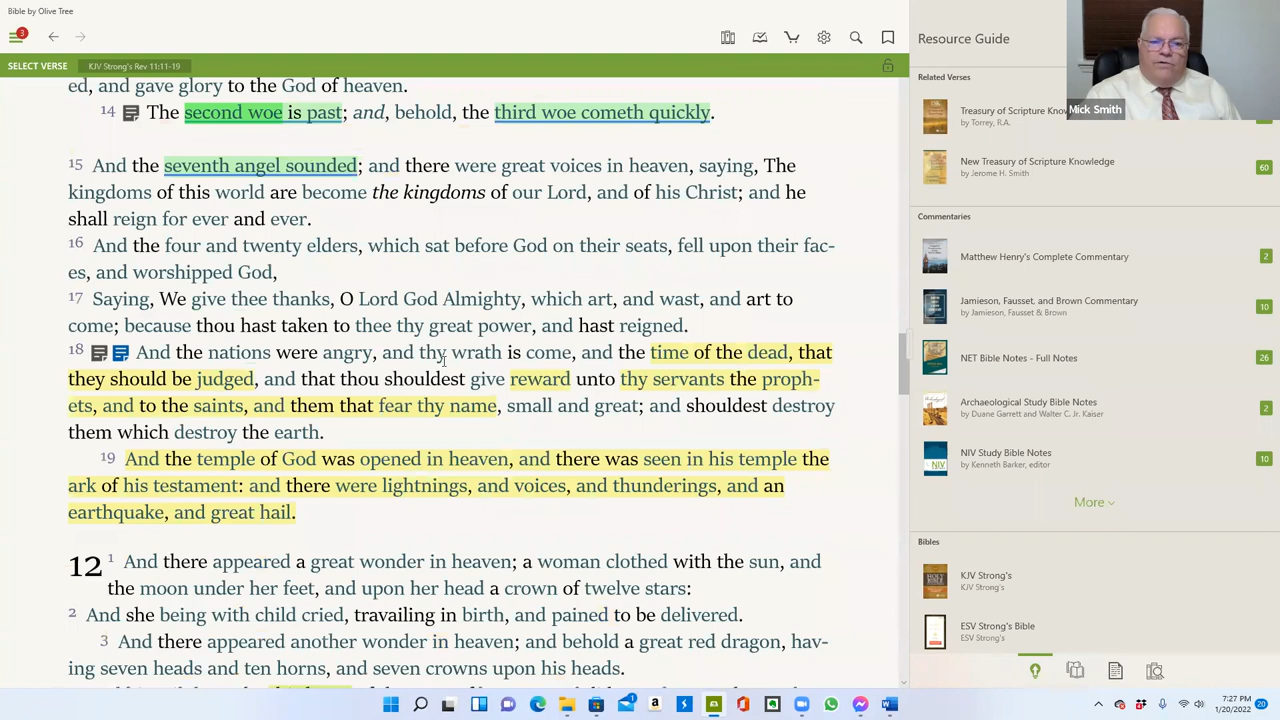 Bible by Olive Tree
3
SELECT VERSE KJV Strong's Rev 11:11-19
ed, and gave glory to the God of heaven.
14 The second woe is past; and, behold, the third woe cometh quickly.
15 And the seventh angel sounded; and there were great voices in heaven, saying, The
kingdoms of this world are become the kingdoms of our Lord, and of his Christ; and he
shall reign for ever and ever.
16 And the four and twenty elders, which sat before God on their seats, fell upon their fac-
es, and worshipped God,
17 Saying, We give thee thanks, O Lord God Almighty, which art, and wast, and art to
come; because thou hast taken to thee thy great power, and hast reigned.
18 And the nations were angry, and thy wrath is come, and the time of the dead, that
they should be judged, and that thou shouldest give reward unto thy servants the proph-
ets, and to the saints, and them that fear thy name, small and great; and shouldest destroy
them which destroy the earth.
19 And the temple of God was opened in heaven, and there was seen in his temple the
ark of his testament: and there were lightnings, and voices, and thunderings, and an
earthquake, and great hail.
12 1 And there appeared a great wonder in heaven; a woman clothed with the sun, and
the moon under her feet, and upon her head a crown of twelve stars:
2 And she being with child cried, travailing in birth, and pained to be delivered.
3 And there appeared another wonder in heaven; and behold a great red dragon, hav-
ing seven heads and ten horns, and seven crowns upon his heads.
Resource Guide
Mick Smith
Related Verses
Treasury of Scripture
by Torrey, R.A.
New Treasury of Scripture Knowledge
by Jerome H. Smith
60
Commentaries
Matthew Henry's Complete Commentary
2
Jamieson, Fausset, and Brown Commentary
by Jamieson, Fausset & Brown
10
NET Bible Notes - Full Notes
26
Archaeological Study Bible Notes
by Duane Garrett and Walter C. Jr. Kaiser
2
NIV Study Bible Notes
by Kenneth Barker, editor
10
More
Bibles
KJV Strong's
KJV Strong's
ESV Strong's Bible
ESV Strong's
7:27 PM
1/20/2022
20